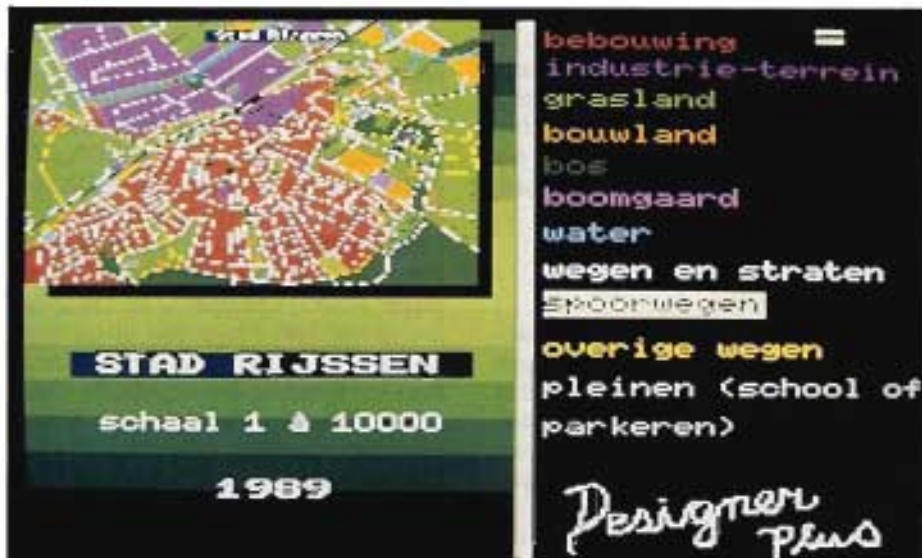 Stad Rijssen
STAD RIJSSEN
schaal 1 à 10000
1989
bebouwing
industrie-terrein
grasland
bouwland
bos
boomgaard
water
wegen en straten
spoorwegen
overige wegen
pleinen (school of
parkeren)
Designer
Plus